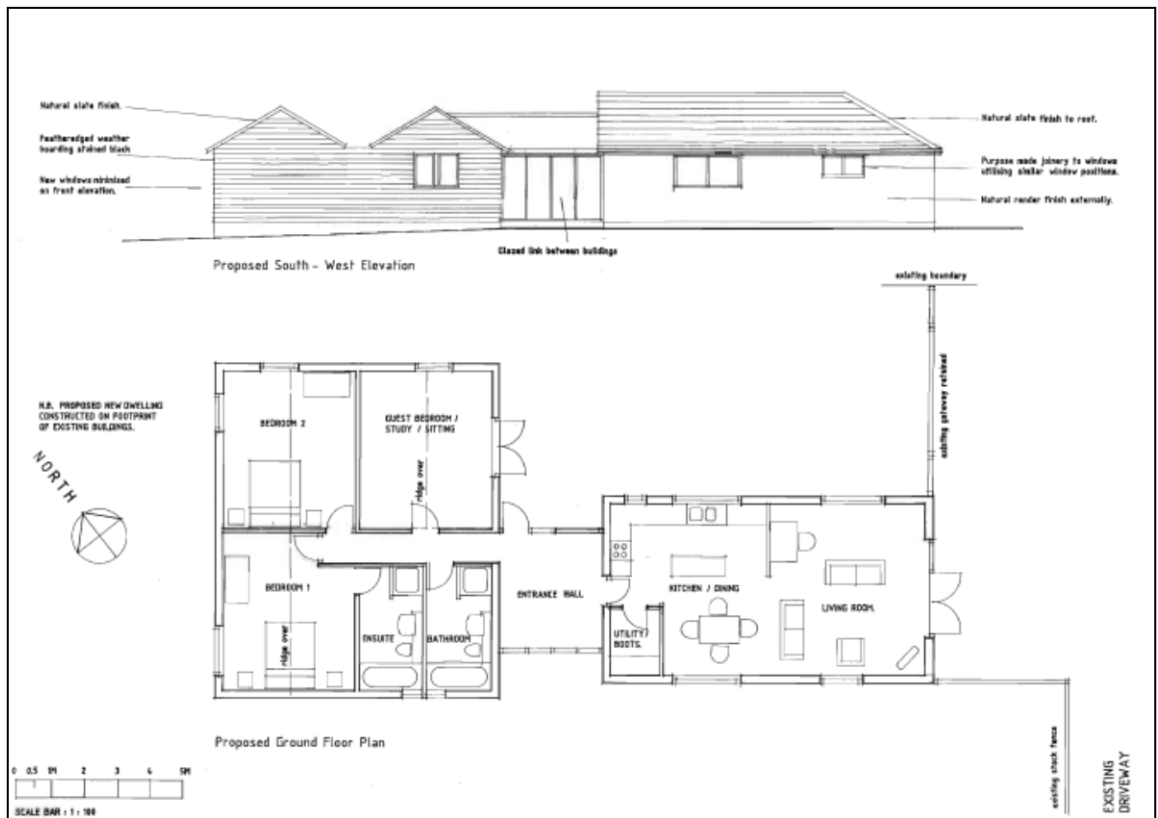 Natural slate finish.
Featheredged weather
boarding stained black
New windows minimised
on front elevation.
Natural slate finish to roof.
Purpose made joinery to windows
utilising similar window positions.
Natural render finish externally.
Glazed link between buildings
Proposed South - West Elevation
existing boundary
existing gateway retained
N.B. PROPOSED NEW DWELLING
CONSTRUCTED ON FOOTPRINT
OF EXISTING BUILDINGS.
NORTH
BEDROOM 2
GUEST BEDROOM /
STUDY / SITTING
ridge over
BEDROOM 1
ridge over
ENSUITE
BATHROOM
ENTRANCE HALL
KITCHEN / DINING
UTILITY/
BOOTS.
LIVING ROOM.
Proposed Ground Floor Plan
0 0.5 1M 2 3 4 5M
SCALE BAR : 1 : 100
existing stock fence
EXISTING
DRIVEWAY